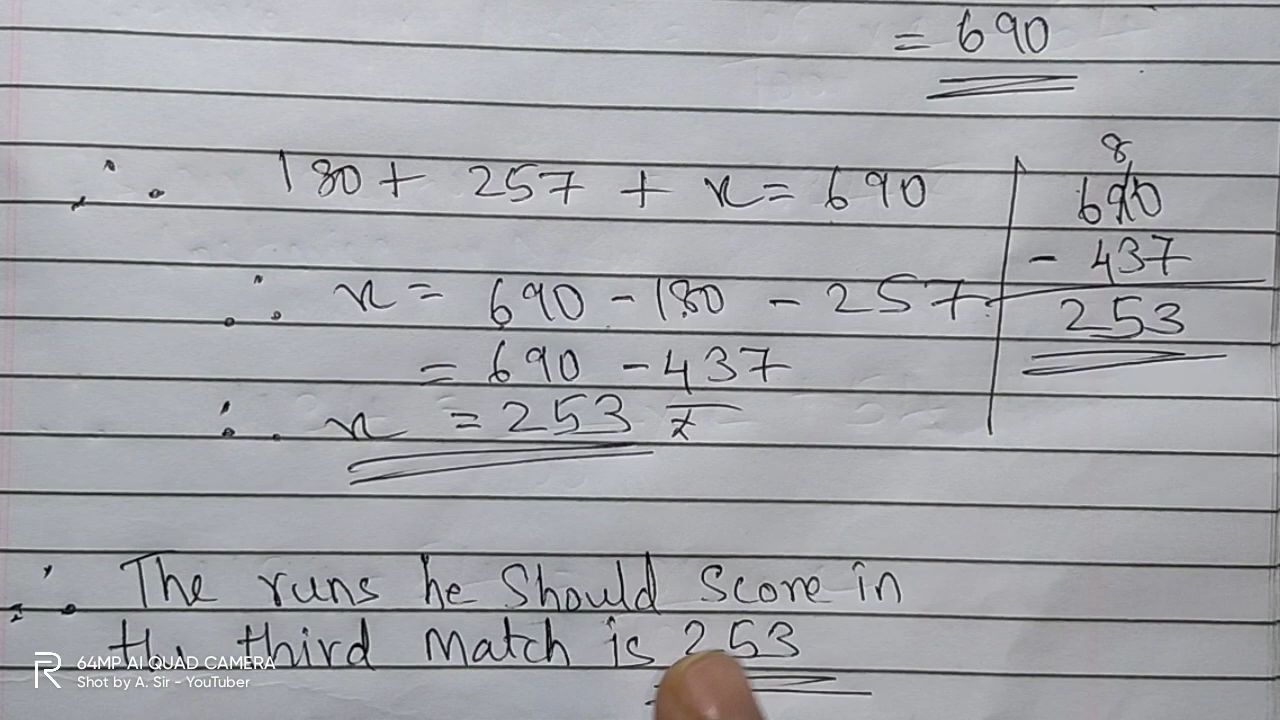 = 690
∴ 180 + 257 + x = 690
∴ x = 690 - 180 - 257
= 690 - 437
∴ x = 253
8
690
- 437
253
∴ The runs he Should Score in
the third Match is 253
R 64MP AI QUAD CAMERA
Shot by A. Sir - YouTuber